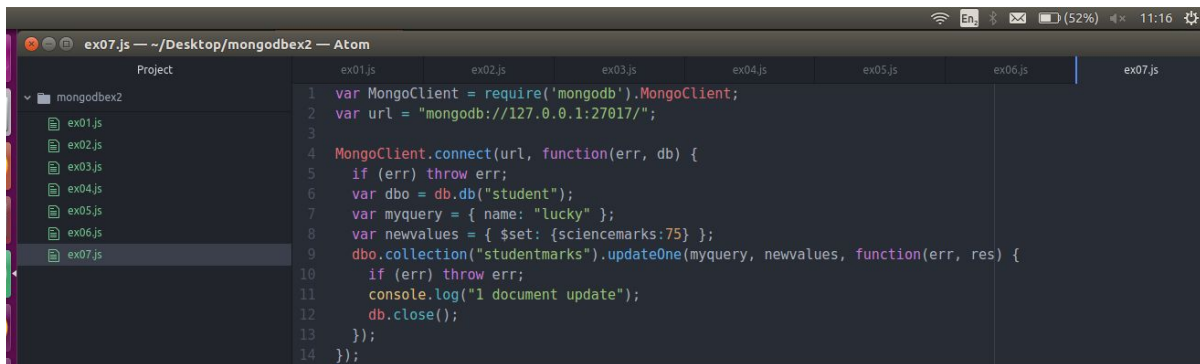 En2 (52%) 11:16
ex07.js — ~/Desktop/mongodbex2 — Atom
Project
mongodbex2
ex01.js
ex02.js
ex03.js
ex04.js
ex05.js
ex06.js
ex07.js
ex01.js ex02.js ex03.js ex04.js ex05.js ex06.js ex07.js
1 var MongoClient = require('mongodb').MongoClient;
2 var url = "mongodb://127.0.0.1:27017/";
3
4 MongoClient.connect(url, function(err, db) {
5   if (err) throw err;
6   var dbo = db.db("student");
7   var myquery = { name: "lucky" };
8   var newvalues = { $set: {sciencemarks:75} };
9   dbo.collection("studentmarks").updateOne(myquery, newvalues, function(err, res) {
10     if (err) throw err;
11     console.log("1 document update");
12     db.close();
13   });
14 });